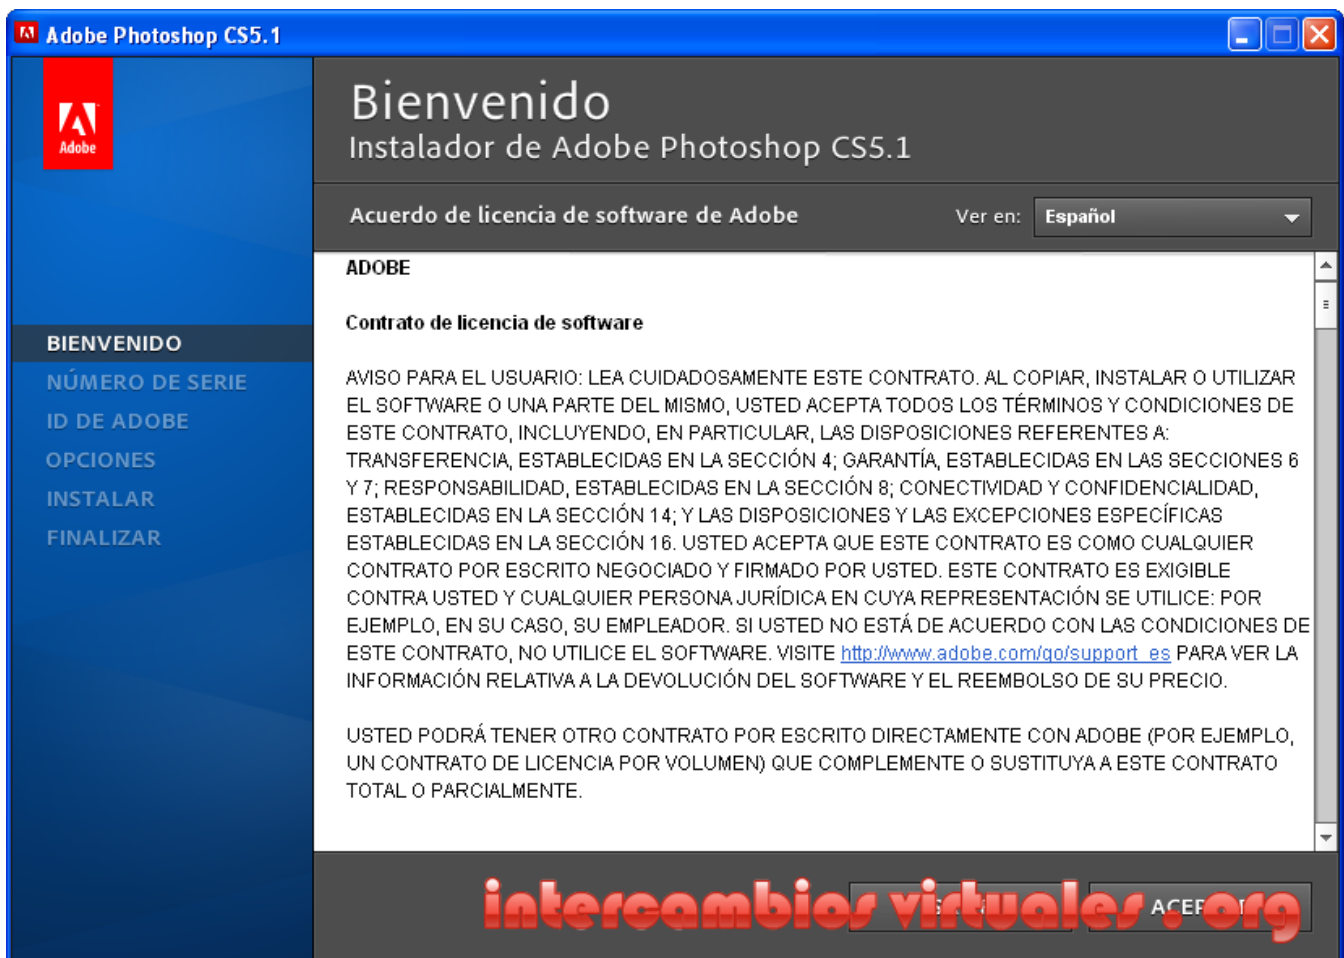 Adobe Photoshop CS5.1
Adobe
Bienvenido
Instalador de Adobe Photoshop CS5.1
Acuerdo de licencia de software de Adobe
Ver en:
Español
BIENVENIDO
NÚMERO DE SERIE
ID DE ADOBE
OPCIONES
INSTALAR
FINALIZAR
ADOBE
Contrato de licencia de software
AVISO PARA EL USUARIO: LEA CUIDADOSAMENTE ESTE CONTRATO. AL COPIAR, INSTALAR O UTILIZAR
EL SOFTWARE O UNA PARTE DEL MISMO, USTED ACEPTA TODOS LOS TÉRMINOS Y CONDICIONES DE
ESTE CONTRATO, INCLUYENDO, EN PARTICULAR, LAS DISPOSICIONES REFERENTES A:
TRANSFERENCIA, ESTABLECIDAS EN LA SECCIÓN 4; GARANTÍA, ESTABLECIDAS EN LAS SECCIONES 6
Y 7; RESPONSABILIDAD, ESTABLECIDAS EN LA SECCIÓN 8; CONECTIVIDAD Y CONFIDENCIALIDAD,
ESTABLECIDAS EN LA SECCIÓN 14; Y LAS DISPOSICIONES Y LAS EXCEPCIONES ESPECÍFICAS
ESTABLECIDAS EN LA SECCIÓN 16. USTED ACEPTA QUE ESTE CONTRATO ES COMO CUALQUIER
CONTRATO POR ESCRITO NEGOCIADO Y FIRMADO POR USTED. ESTE CONTRATO ES EXIGIBLE
CONTRA USTED Y CUALQUIER PERSONA JURÍDICA EN CUYA REPRESENTACIÓN SE UTILICE: POR
EJEMPLO, EN SU CASO, SU EMPLEADOR. SI USTED NO ESTÁ DE ACUERDO CON LAS CONDICIONES DE
ESTE CONTRATO, NO UTILICE EL SOFTWARE. VISITE http://www.adobe.com/go/support_es PARA VER LA
INFORMACIÓN RELATIVA A LA DEVOLUCIÓN DEL SOFTWARE Y EL REEMBOLSO DE SU PRECIO.
USTED PODRÁ TENER OTRO CONTRATO POR ESCRITO DIRECTAMENTE CON ADOBE (POR EJEMPLO,
UN CONTRATO DE LICENCIA POR VOLUMEN) QUE COMPLEMENTE O SUSTITUYA A ESTE CONTRATO
TOTAL O PARCIALMENTE.
intercambios virtuales.org